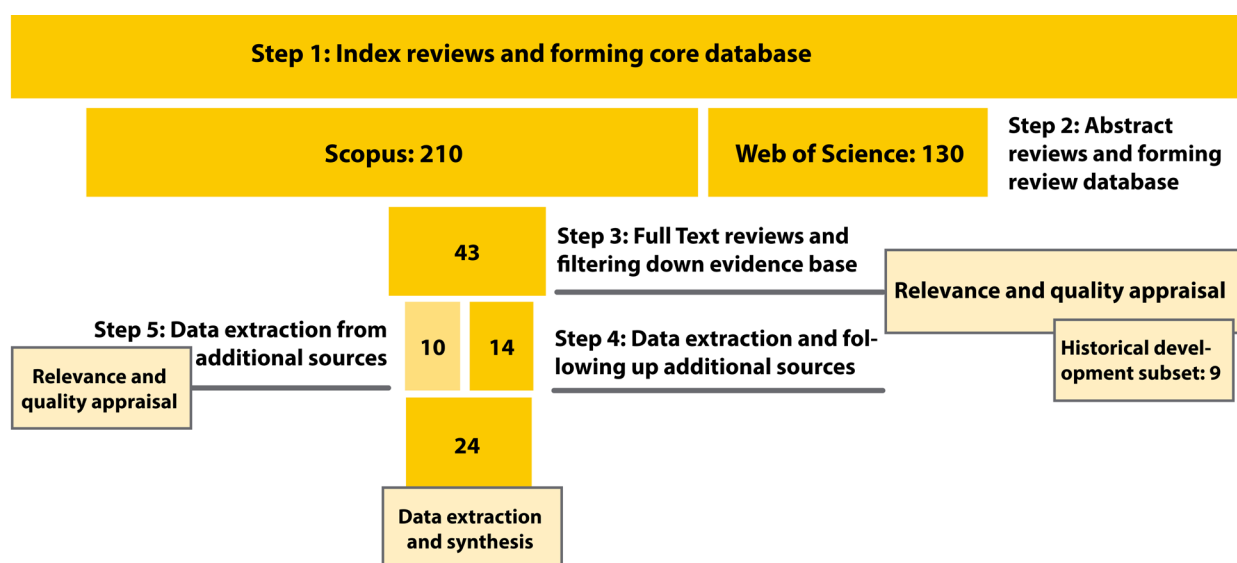 Step 1: Index reviews and forming core database
Scopus: 210
Web of Science: 130
Step 2: Abstract
reviews and forming
review database
43
Step 3: Full Text reviews and
filtering down evidence base
Relevance and quality appraisal
Historical devel-
opment subset: 9
Step 5: Data extraction from
additional sources
Relevance and
quality appraisal
10
14
Step 4: Data extraction and fol-
lowing up additional sources
24
Data extraction
and synthesis